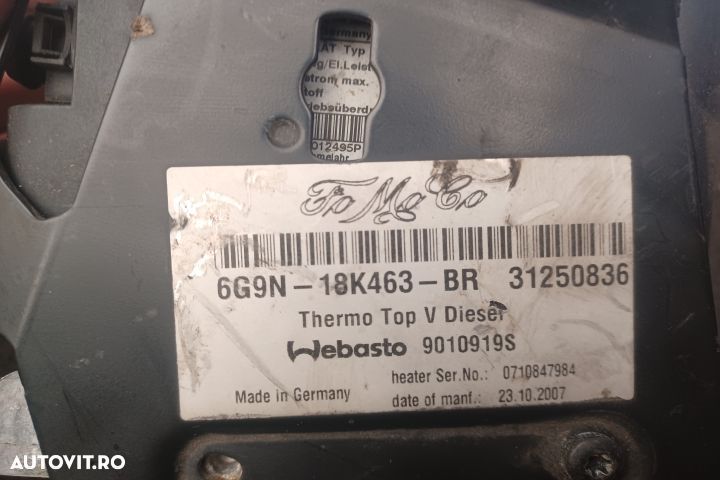 Germany
AT Typ
g/El.Leist
strom max.
toff
iebsüberd
012495P
FoMoCo
6G9N-18K463-BR 31250836
Thermo Top V Diesel
Webasto 9010919S
heater Ser.No.: 0710847984
Made in Germany date of manf.: 23.10.2007
AUTOVIT.RO